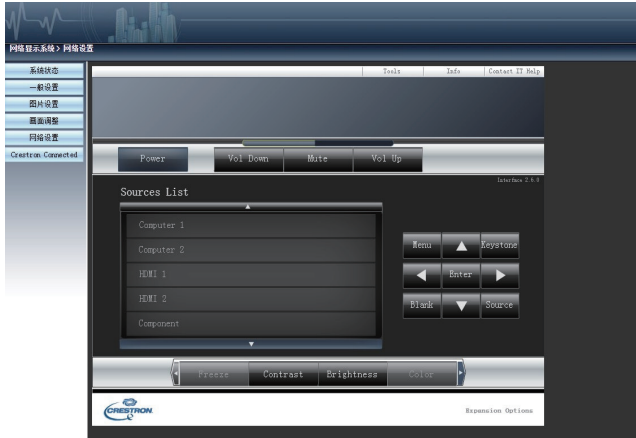 网络显示系统 > 网络设置
系统状态
一般设置
图片设置
画面调整
网络设置
Crestron Connected
Tools Info Contact IT Help
Power Vol Down Mute Vol Up
Interface 2.6.8
Sources List
Computer 1
Computer 2
HDMI 1
HDMI 2
Component
Menu Keystone
Enter
Blank Source
Freeze Contrast Brightness Color
CRESTRON
Expansion Options